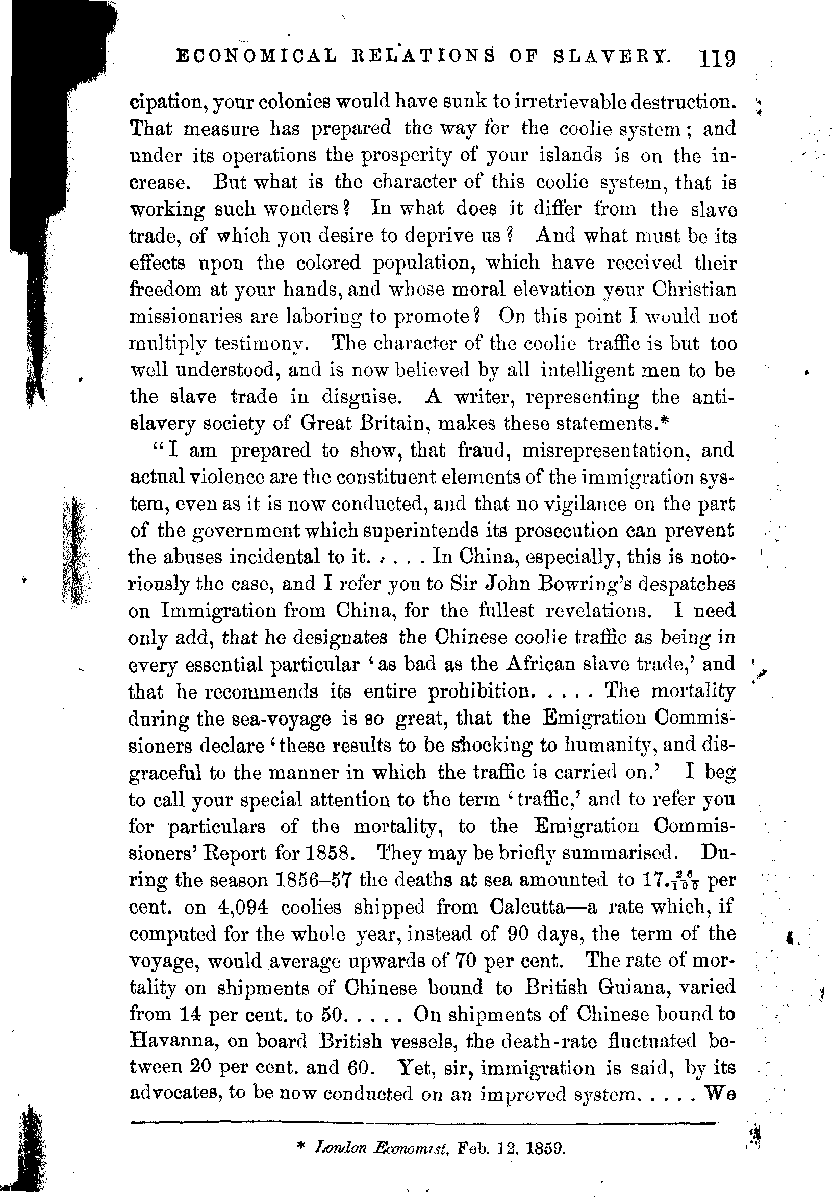 ECONOMICAL RELATIONS OF SLAVERY. 119
cipation, your colonies would have sunk to irretrievable destruction.
That measure has prepared the way for the coolie system; and
under its operations the prosperity of your islands is on the in-
crease. But what is the character of this coolie system, that is
working such wonders? In what does it differ from the slave
trade, of which you desire to deprive us? And what must be its
effects upon the colored population, which have received their
freedom at your hands, and whose moral elevation your Christian
missionaries are laboring to promote? On this point I would not
multiply testimony. The character of the coolie traffic is but too
well understood, and is now believed by all intelligent men to be
the slave trade in disguise. A writer, representing the anti-
slavery society of Great Britain, makes these statements.*
"I am prepared to show, that fraud, misrepresentation, and
actual violence are the constituent elements of the immigration sys-
tem, even as it is now conducted, and that no vigilance on the part
of the government which superintends its prosecution can prevent
the abuses incidental to it. . . . . In China, especially, this is noto-
riously the case, and I refer you to Sir John Bowring's despatches
on Immigration from China, for the fullest revelations. I need
only add, that he designates the Chinese coolie traffic as being in
every essential particular 'as bad as the African slave trade,' and
that he recommends its entire prohibition. . . . . The mortality
during the sea-voyage is so great, that the Emigration Commis-
sioners declare 'these results to be shocking to humanity, and dis-
graceful to the manner in which the traffic is carried on.' I beg
to call your special attention to the term 'traffic,' and to refer you
for particulars of the mortality, to the Emigration Commis-
sioners' Report for 1858. They may be briefly summarised. Du-
ring the season 1856–57 the deaths at sea amounted to 17. per
cent. on 4,094 coolies shipped from Calcutta—a rate which, if
computed for the whole year, instead of 90 days, the term of the
voyage, would average upwards of 70 per cent. The rate of mor-
tality on shipments of Chinese bound to British Guiana, varied
from 14 per cent. to 50. . . . . On shipments of Chinese bound to
Havanna, on board British vessels, the death-rate fluctuated be-
tween 20 per cent. and 60. Yet, sir, immigration is said, by its
advocates, to be now conducted on an improved system. . . . . We
* London Economist, Feb. 12, 1859.